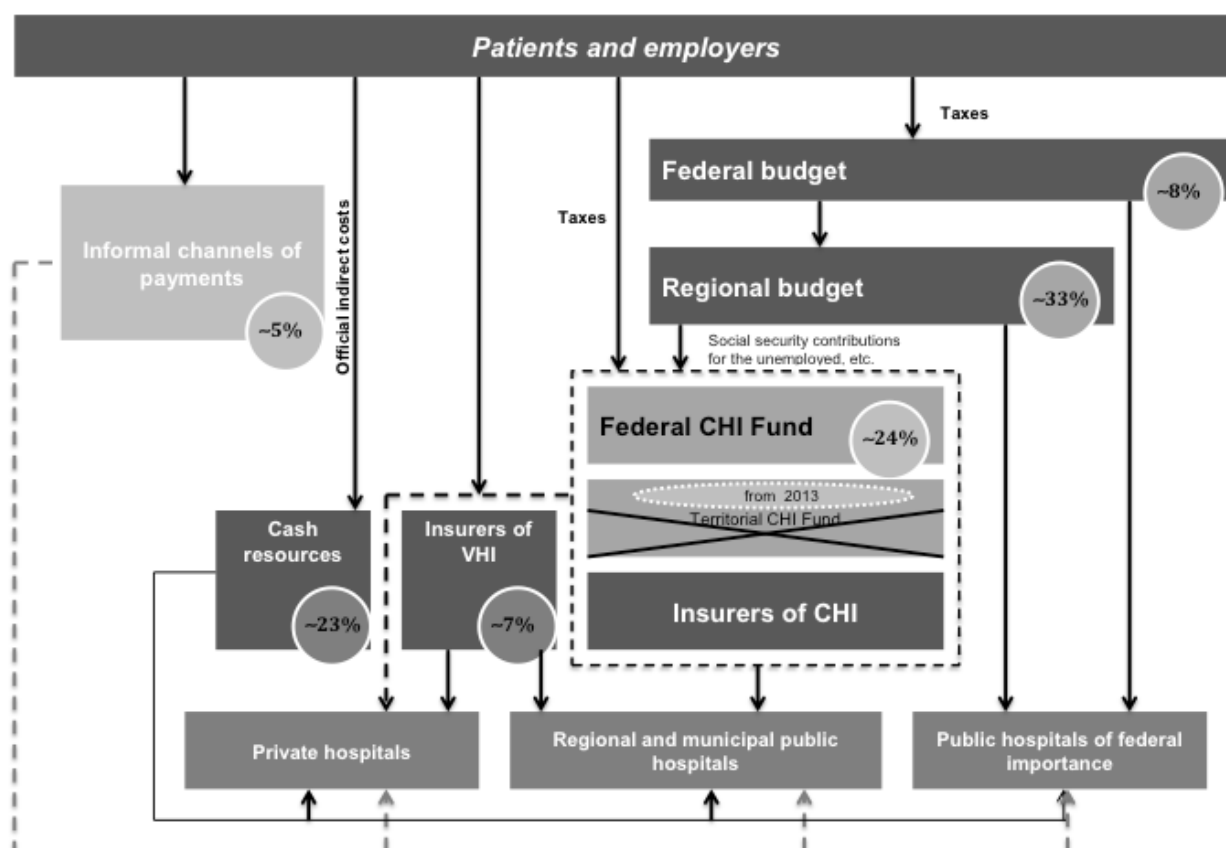 Patients and employers
Taxes
Federal budget
~8%
Informal channels of
payments
~5%
Official indirect costs
Taxes
Regional budget
~33%
Social security contributions
for the unemployed, etc.
Federal CHI Fund
~24%
from 2013
Territorial CHI Fund
Cash
resources
~23%
Insurers of
VHI
~7%
Insurers of CHI
Private hospitals
Regional and municipal public
hospitals
Public hospitals of federal
importance